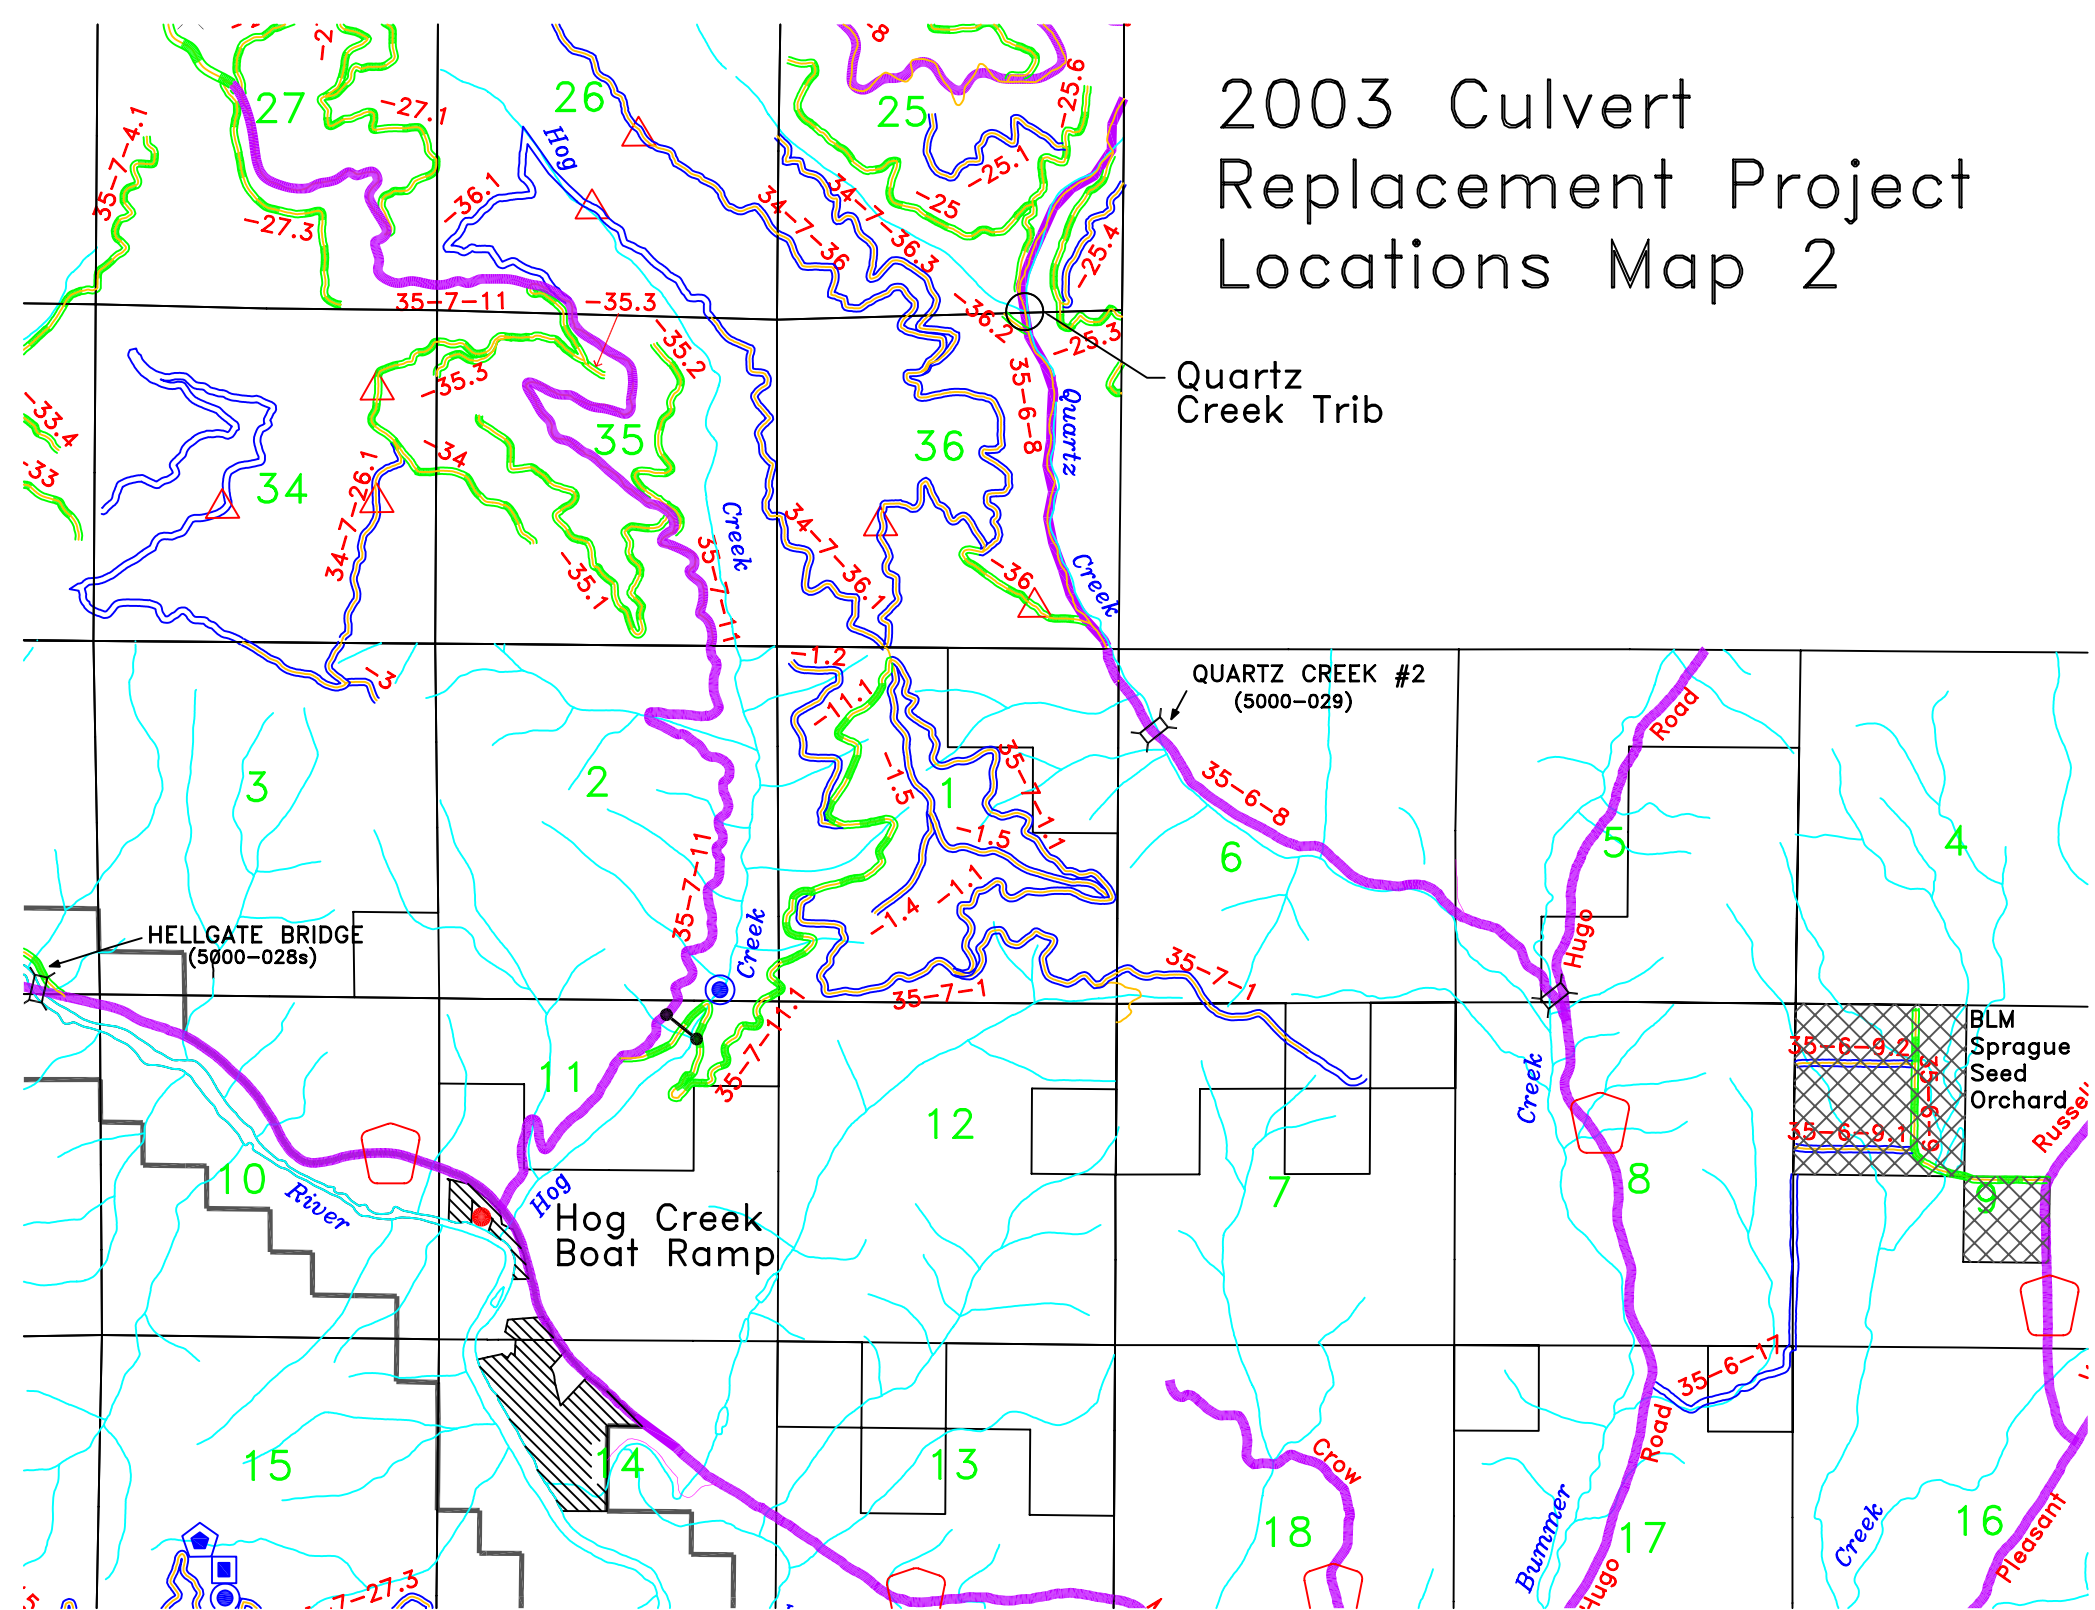 2003 Culvert
Replacement Project
Locations Map 2
-2
-8
27
-27.1
26
25
-25.6
35-7-4.1
Hog
-36.1
-25.1
-27.3
34-7-36
34-7-36.3
-25
-25.4
35-7-11
-35.3
-36.2
-25.3
-35.2
Quartz
Creek Trib
-35.3
35-6-8
Quartz
-33.4
-33
35
36
-34
34
34-7-26.1
Creek
34-7-36.1
35-7-11
-35.1
-36
Creek
-3
-1.2
-11.1
QUARTZ CREEK #2
(5000-029)
Road
3
2
-1.5
1
35-7-1.1
35-6-8
5
4
6
-1.5
35-7-11
-1.1
-1.4
HELLGATE BRIDGE
(5000-028s)
Creek
Hugo
35-7-1
35-7-1
35-7-11.1
11
12
Creek
BLM
Sprague
Seed
Orchard
35-6-9.2
35-6-9
35-6-9.1
Russell
10
River
Hog
7
8
9
Hog Creek
Boat Ramp
35-6-17
Road
15
14
13
Crow
18
Bummer
17
Hugo
Creek
16
Pleasant
7-27.3